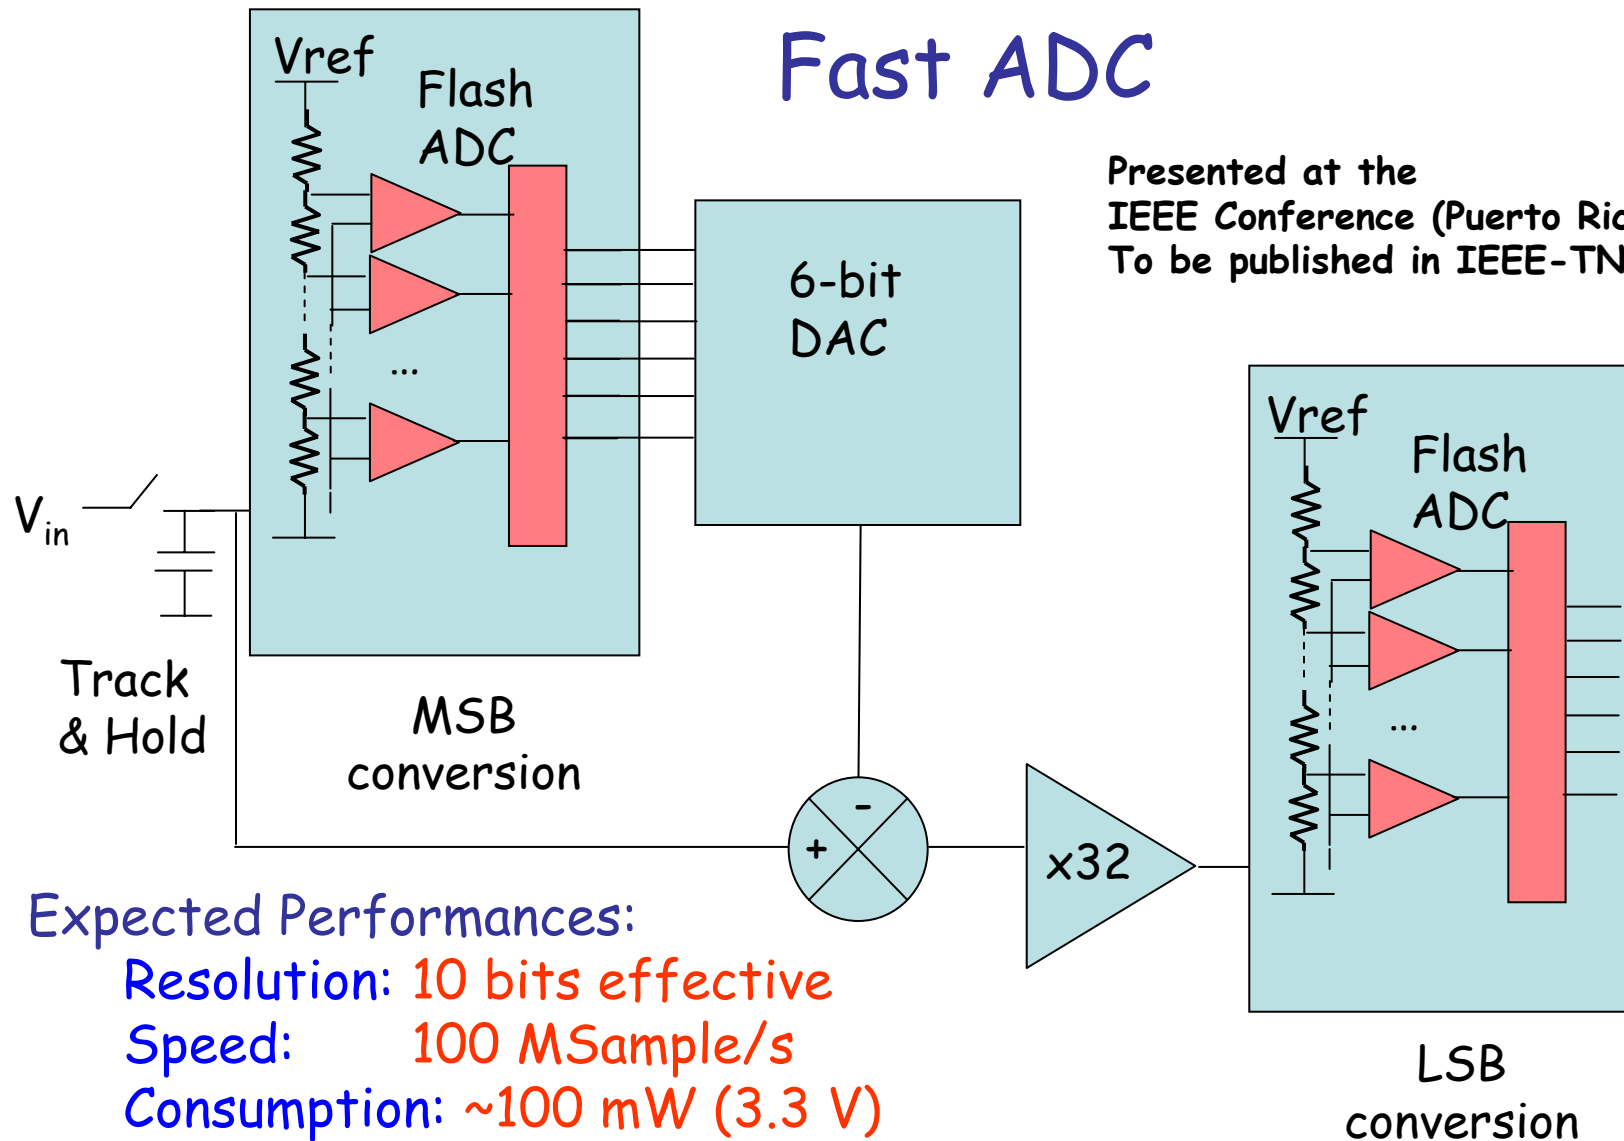 Fast ADC
Vref
Flash
ADC
Presented at the
IEEE Conference (Puerto Ric
To be published in IEEE-TN
6-bit
DAC
...
Vin
Track
& Hold
MSB
conversion
Vref
Flash
ADC
...
-
+
x32
Expected Performances:
Resolution: 10 bits effective
Speed: 100 MSample/s
Consumption: ~100 mW (3.3 V)
LSB
conversion